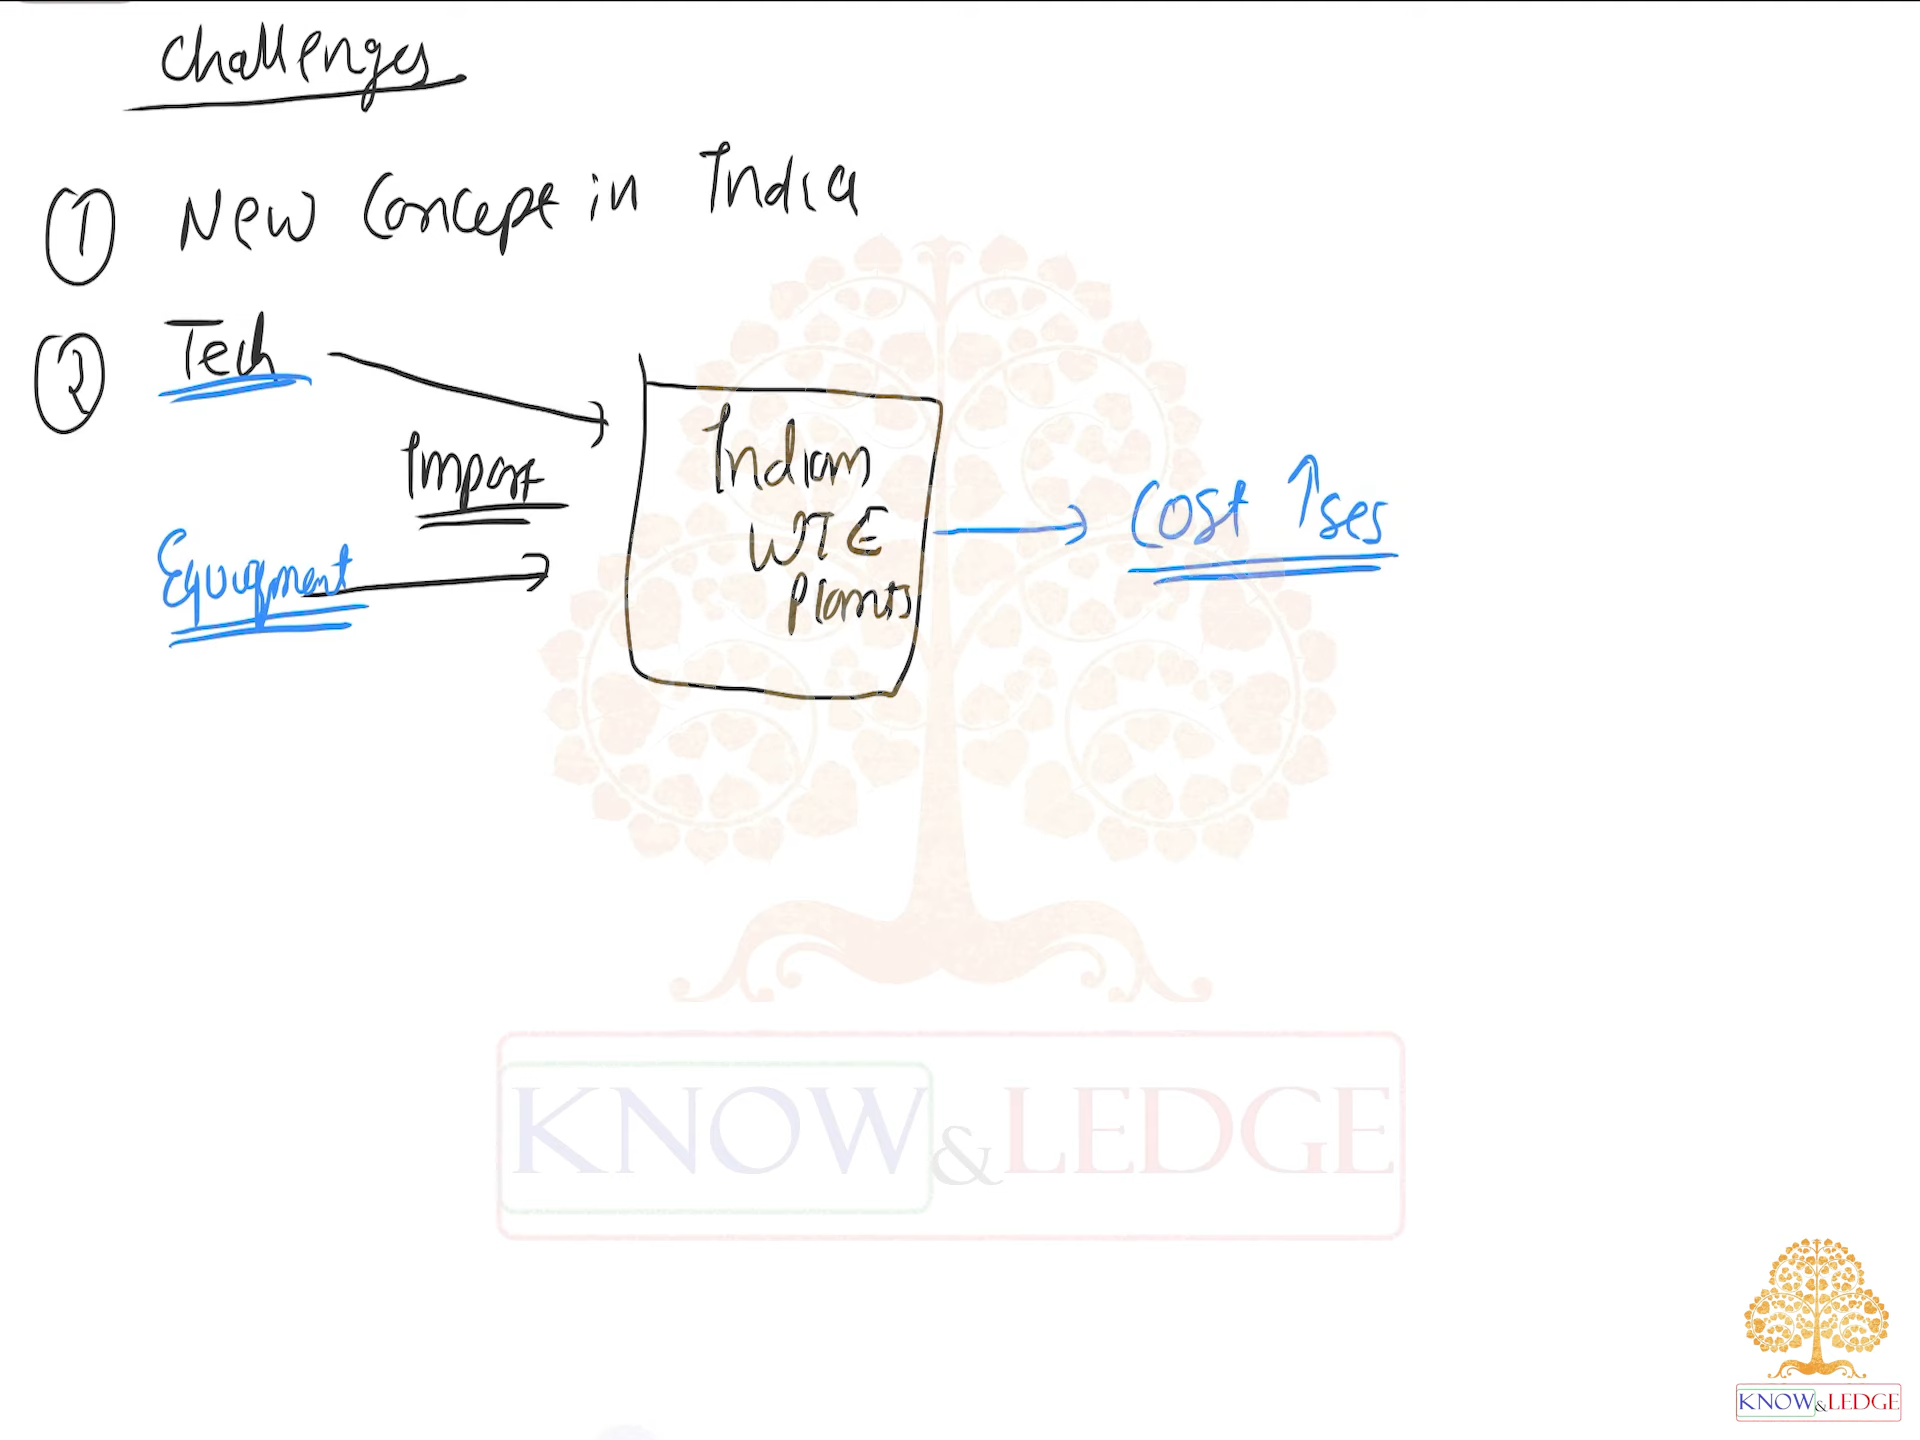 Challenges
① New Concept in India
② Tech
Import
Equipment
Indian
WTE
Plants
Cost ↑ses
KNOW&LEDGE
KNOW&LEDGE